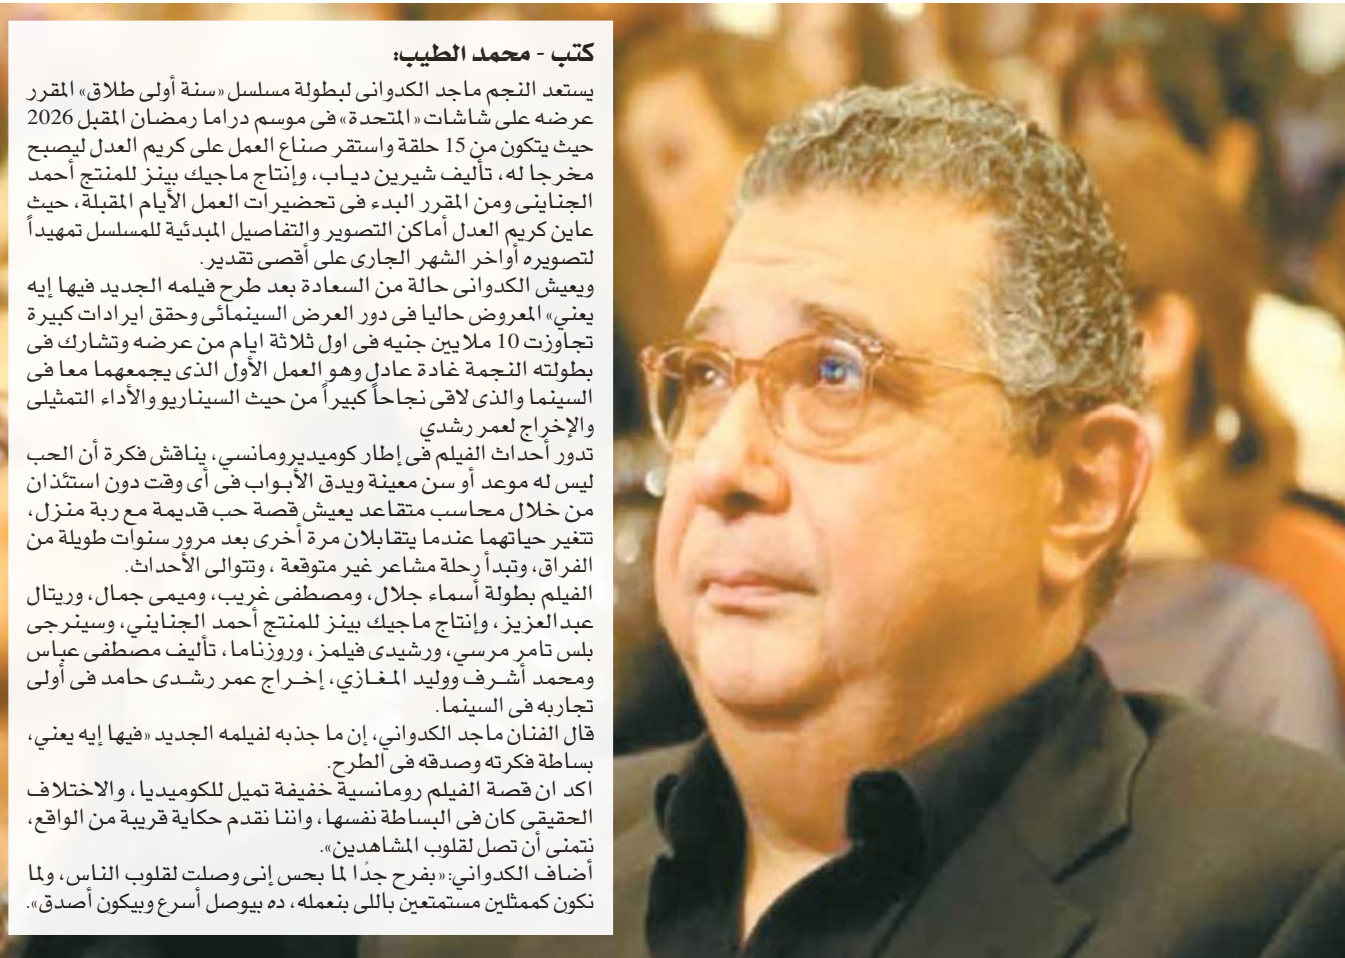 كتب - محمد الطيب:
يستعد النجم ماجد الكدوانى لبطولة مسلسل «سنة أولى طلاق» المقرر
عرضه على شاشات «المتحدة» فى موسم دراما رمضان المقبل 2026
حيث يتكون من 15 حلقة واستقر صناع العمل على كريم العدل ليصبح
مخرجا له، تأليف شيرين دياب، وإنتاج ماجيك بينز للمنتج أحمد
الجناينى ومن المقرر البدء فى تحضيرات العمل الأيام المقبلة، حيث
عاين كريم العدل أماكن التصوير والتفاصيل المبدئية للمسلسل تمهيداً
لتصويره أواخر الشهر الجارى على أقصى تقدير.
ويعيش الكدوانى حالة من السعادة بعد طرح فيلمه الجديد فيها إيه
يعني» المعروض حاليا فى دور العرض السينمائى وحقق ايرادات كبيرة
تجاوزت 10 ملايين جنيه فى اول ثلاثة ايام من عرضه وتشارك فى
بطولته النجمة غادة عادل وهو العمل الأول الذى يجمعهما معا فى
السينما والذى لاقى نجاحاً كبيراً من حيث السيناريو والأداء التمثيلى
والإخراج لعمر رشدي
تدور أحداث الفيلم فى إطار كوميديرومانسي، يناقش فكرة أن الحب
ليس له موعد أو سن معينة ويدق الأبواب فى أى وقت دون استئذان
من خلال محاسب متقاعد يعيش قصة حب قديمة مع ربة منزل،
تتغير حياتهما عندما يتقابلان مرة أخرى بعد مرور سنوات طويلة من
الفراق، وتبدأ رحلة مشاعر غير متوقعة ، وتتوالى الأحداث.
الفيلم بطولة أسماء جلال، ومصطفى غريب، وميمى جمال، وريتال
عبدالعزيز، وإنتاج ماجيك بينز للمنتج أحمد الجنايني، وسينرجى
بلس تامر مرسي، ورشيدى فيلمز، وروزناما، تأليف مصطفى عباس
ومحمد أشرف ووليد المغازي، إخراج عمر رشدى حامد فى أولى
تجاربه فى السينما.
قال الفنان ماجد الكدواني، إن ما جذبه لفيلمه الجديد «فيها إيه يعني،
بساطة فكرته وصدقه فى الطرح.
اكد ان قصة الفيلم رومانسية خفيفة تميل للكوميديا، والاختلاف
الحقيقى كان فى البساطة نفسها، واننا نقدم حكاية قريبة من الواقع،
نتمنى أن تصل لقلوب المشاهدين».
أضاف الكدواني:«بفرح جدًا لما بحس إنى وصلت لقلوب الناس، ولما
نكون كممثلين مستمتعين باللى بنعمله، ده بيوصل أسرع وبيكون أصدق».